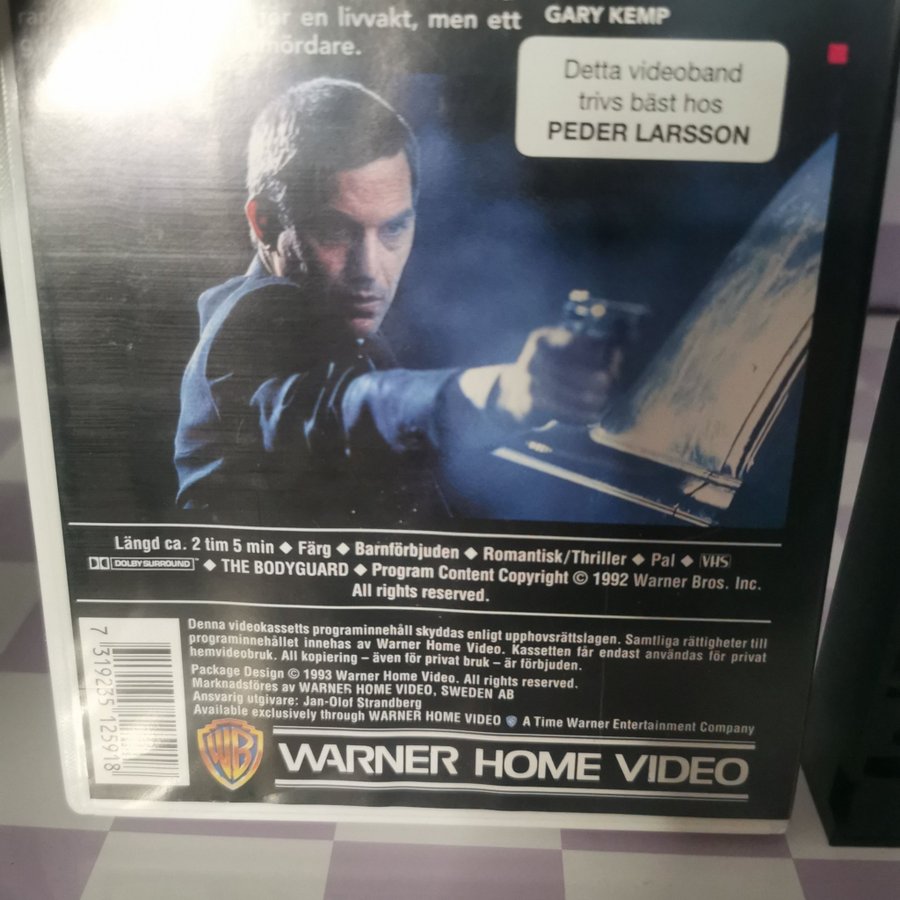 för en livvakt, men ett
mördare.
GARY KEMP
Detta videoband
trivs bäst hos
PEDER LARSSON
Längd ca. 2 tim 5 min ◆ Färg ◆ Barnförbjuden ◆ Romantisk/Thriller ◆ Pal ◆ VHS
DOLBY SURROUND ◆ THE BODYGUARD ◆ Program Content Copyright © 1992 Warner Bros. Inc.
All rights reserved.
Denna videokassetts programinnehåll skyddas enligt upphovsrättslagen. Samtliga rättigheter till
programinnehållet innehas av Warner Home Video. Kassetten får endast användas för privat
hemvideobruk. All kopiering – även för privat bruk – är förbjuden.
Package Design © 1993 Warner Home Video. All rights reserved.
Marknadsföres av WARNER HOME VIDEO, SWEDEN AB
Ansvarig utgivare: Jan-Olof Strandberg
Available exclusively through WARNER HOME VIDEO A Time Warner Entertainment Company
7 319235 125918
WB
WARNER HOME VIDEO